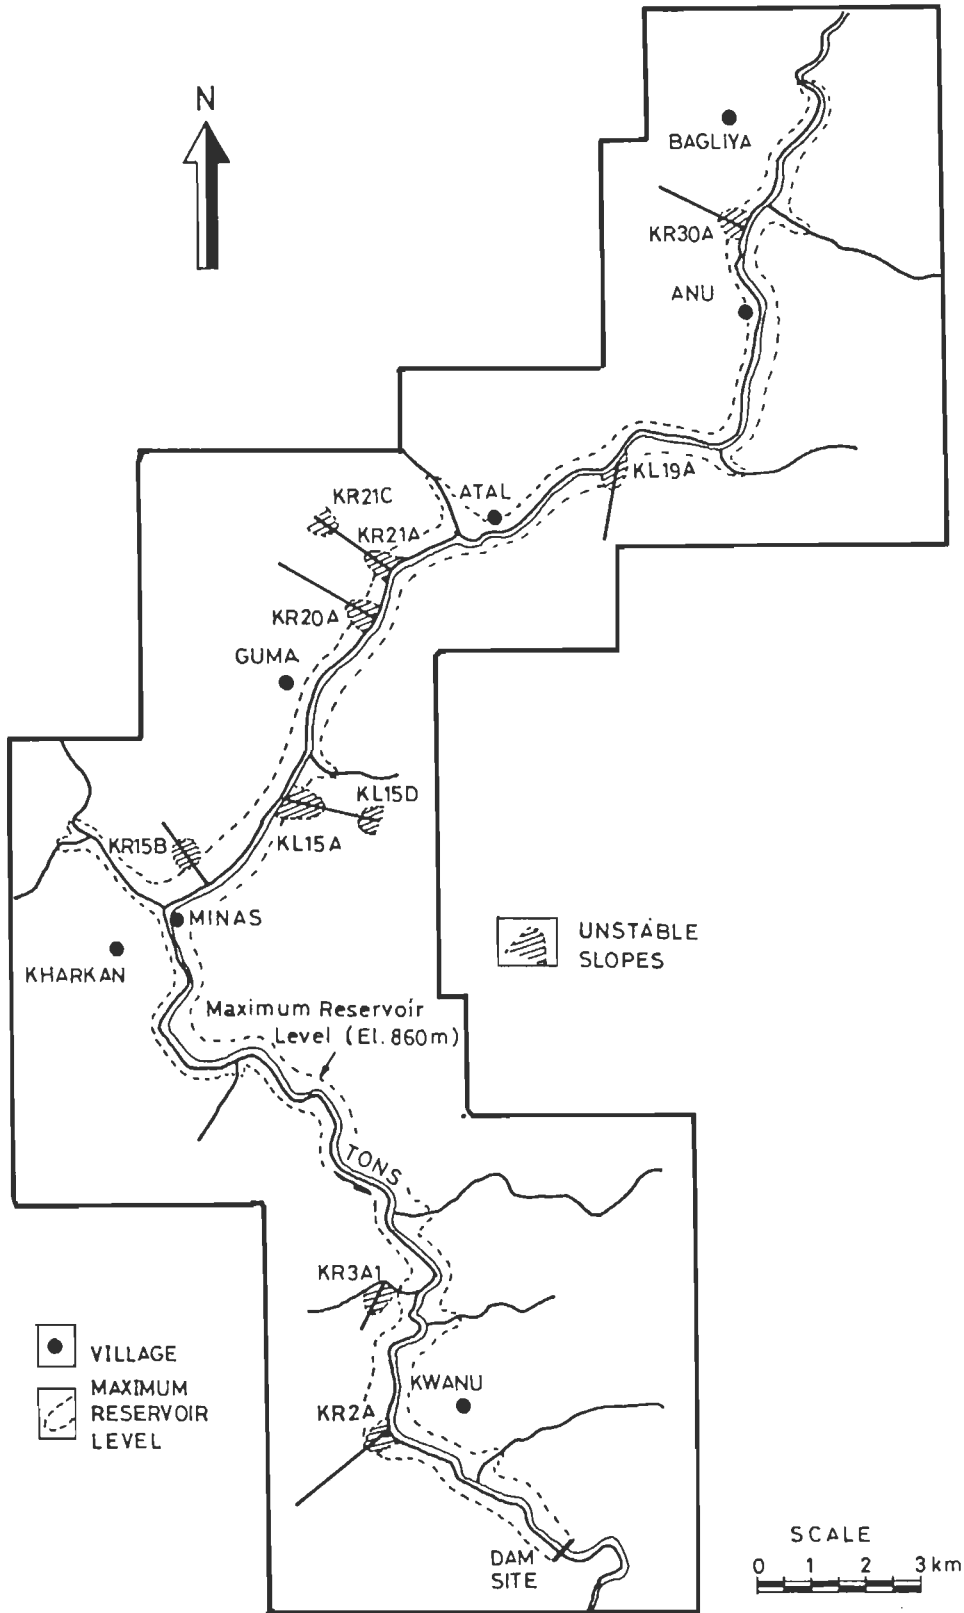 N
BAGLIYA
KR30A
ANU
KL19A
ATAL
KR21C
KR21A
KR20A
GUMA
KL15D
KL15A
KR15B
MINAS
KHARKAN
UNSTABLE
SLOPES
Maximum Reservoir
Level (El. 860m)
TONS
KR3A1
VILLAGE
MAXIMUM
RESERVOIR
LEVEL
KWANU
KR2A
DAM
SITE
SCALE
0 1 2 3 km